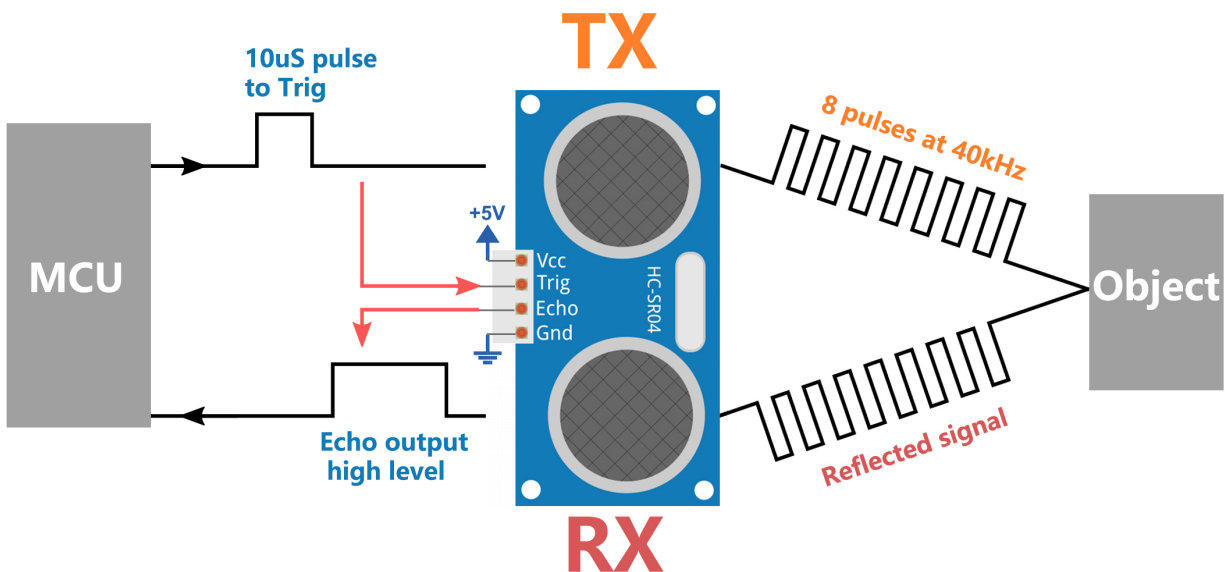 TX
10uS pulse
to Trig
8 pulses at 40kHz
MCU
+5V
Vcc
Trig
Echo
Gnd
HC-SR04
Object
Echo output
high level
Reflected signal
RX